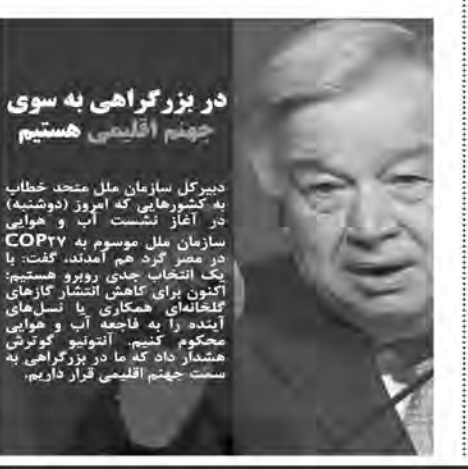 در بزرگراهی به سوی
جهنم اقلیمی هستیم
دبیرکل سازمان ملل متحد خطاب
به کشورهایی که امروز (دوشنبه)
در آغاز نشست آب و هوایی
سازمان ملل موسوم به COP۲۷
در مصر گرد هم آمدند، گفت: با
یک انتخاب جدی روبرو هستیم:
اکنون برای کاهش انتشار گازهای
گلخانه‌ای همکاری یا نسل‌های
آینده را به فاجعه آب و هوایی
محکوم کنیم. آنتونیو گوترش
هشدار داد که ما در بزرگراهی به
سمت جهنم اقلیمی قرار داریم.